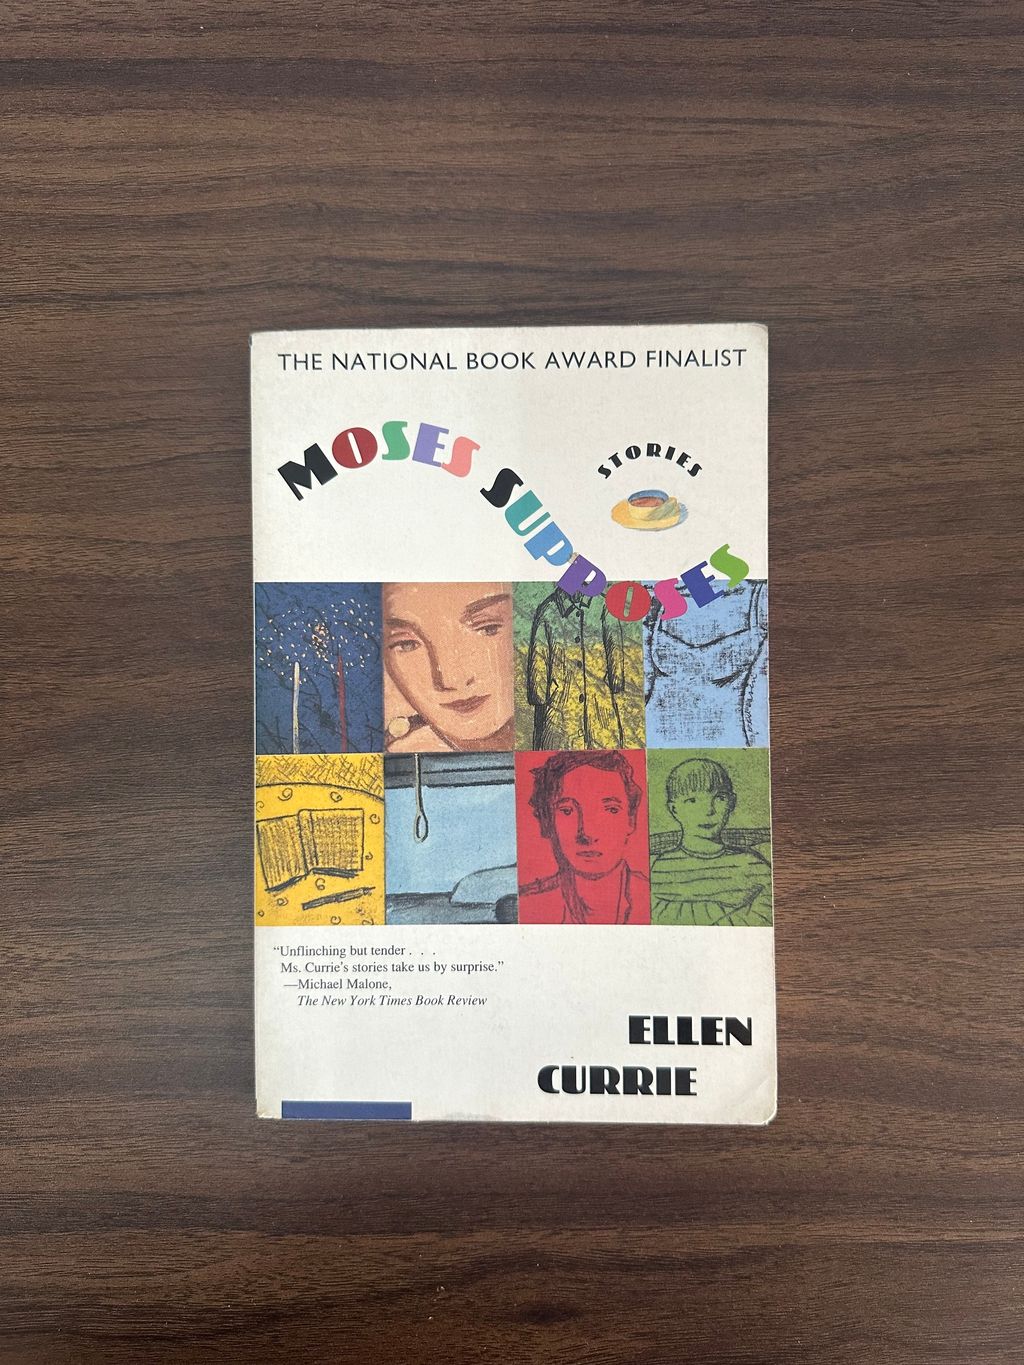 THE NATIONAL BOOK AWARD FINALIST
MOSES SUPPOSES
STORIES
“Unflinching but tender . . .
Ms. Currie’s stories take us by surprise.”
—Michael Malone,
The New York Times Book Review
ELLEN
CURRIE